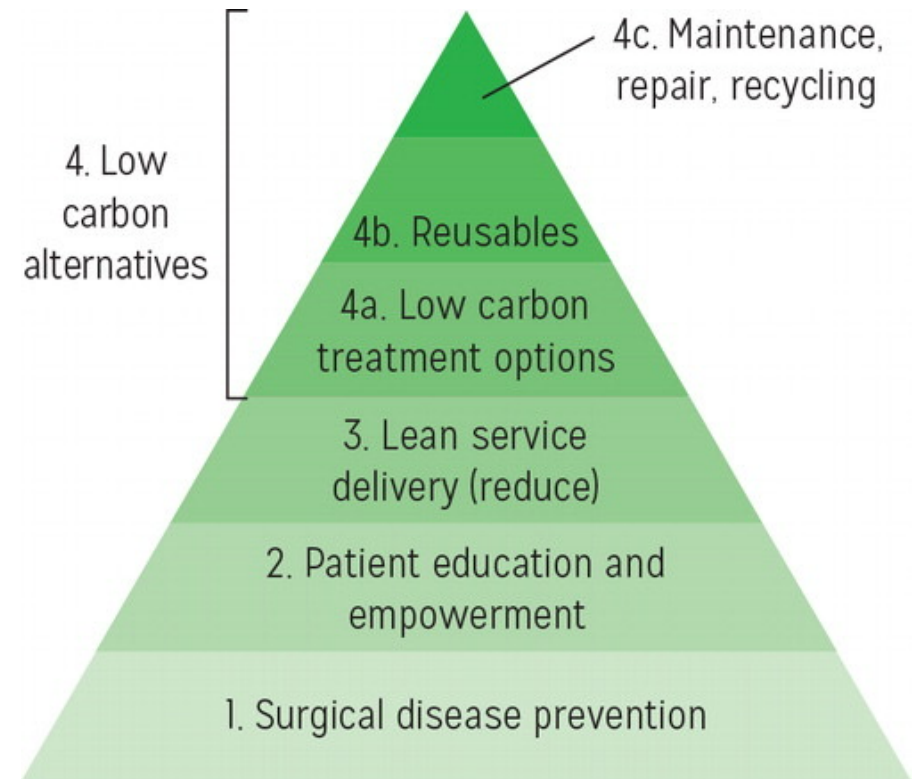 4c. Maintenance,
repair, recycling
4. Low
carbon
alternatives
4b. Reusables
4a. Low carbon
treatment options
3. Lean service
delivery (reduce)
2. Patient education and
empowerment
1. Surgical disease prevention